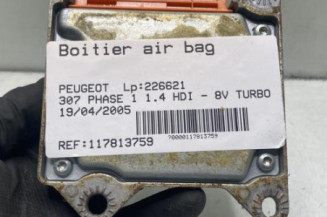 Boitier air bag
PEUGEOT Lp:226621
307 PHASE 1 1.4 HDI - 8V TURBO
19/04/2005
REF:117813759
70000117813759